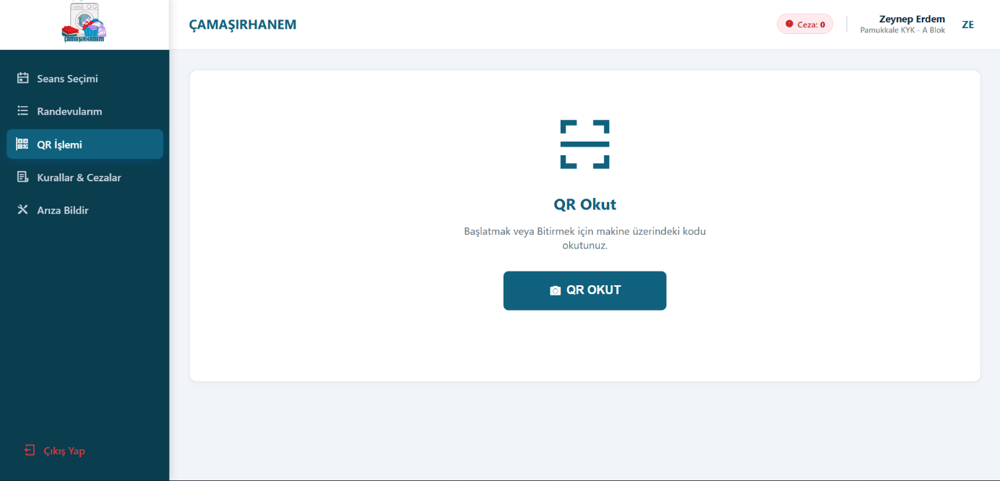 ÇAMAŞIRHANEM
ÇAMAŞIRHANEM
Ceza: 0
Zeynep Erdem
Pamukkale KYK - A Blok
ZE
Seans Seçimi
Randevularım
QR İşlemi
Kurallar & Cezalar
Arıza Bildir
Çıkış Yap
QR Okut
Başlatmak veya Bitirmek için makine üzerindeki kodu
okutunuz.
QR OKUT